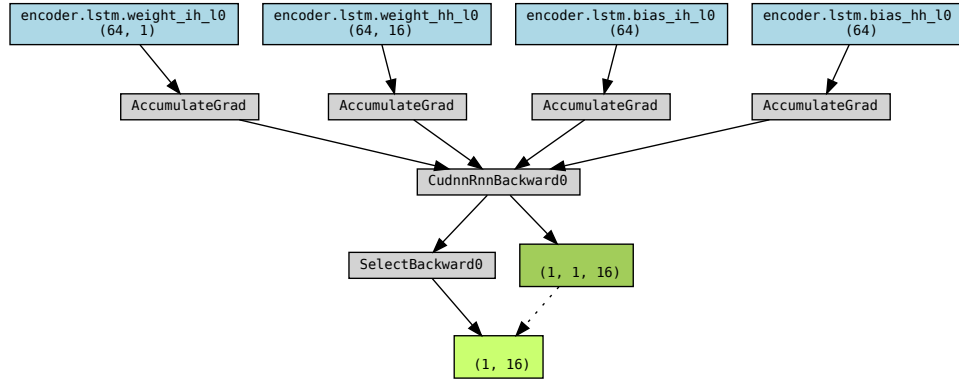 encoder.lstm.weight_ih_l0
(64, 1)
encoder.lstm.weight_hh_l0
(64, 16)
encoder.lstm.bias_ih_l0
(64)
encoder.lstm.bias_hh_l0
(64)
AccumulateGrad
AccumulateGrad
AccumulateGrad
AccumulateGrad
CudnnRnnBackward0
SelectBackward0
(1, 1, 16)
(1, 16)